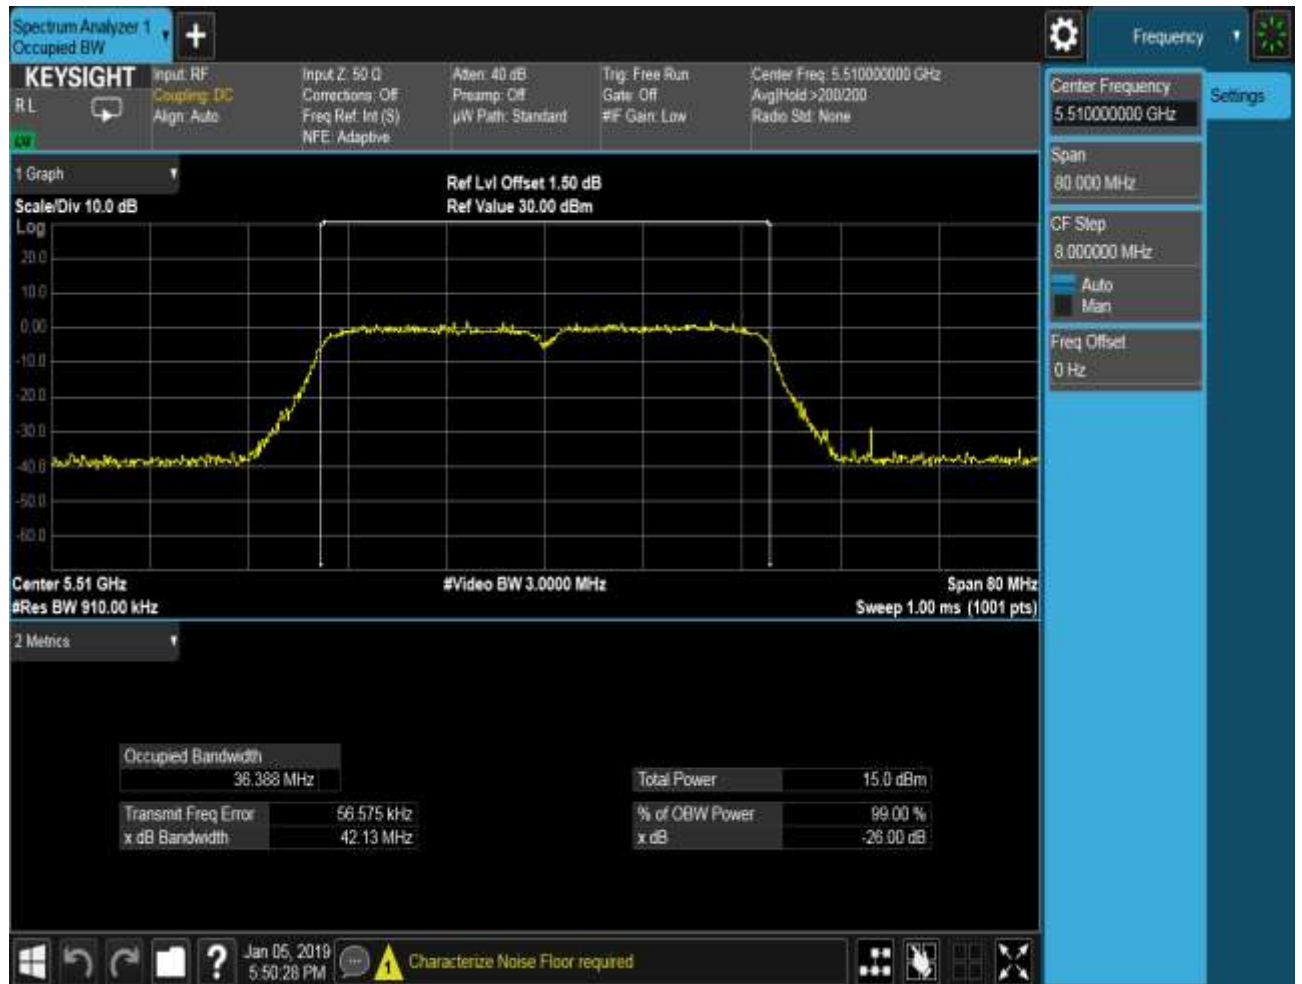 Spectrum Analyzer 1
Occupied BW
Frequency
KEYSIGHT
R L
Input: RF
Coupling: DC
Align: Auto
Input Z: 50 Ω
Corrections: Off
Freq Ref: Int (S)
NFE: Adaptive
Atten: 40 dB
Preamp: Off
µW Path: Standard
Trig: Free Run
Gate: Off
#IF Gain: Low
Center Freq: 5.510000000 GHz
Avg|Hold:>200/200
Radio Std: None
Center Frequency
5.510000000 GHz
Settings
Span
80.000 MHz
CF Step
8.000000 MHz
Auto
Man
Freq Offset
0 Hz
1 Graph
Scale/Div 10.0 dB
Ref Lvl Offset 1.50 dB
Ref Value 30.00 dBm
Log
20.0
10.0
0.00
-10.0
-20.0
-30.0
-40.0
-50.0
-60.0
Center 5.51 GHz
#Video BW 3.0000 MHz
Span 80 MHz
#Res BW 910.00 kHz
Sweep 1.00 ms (1001 pts)
2 Metrics
Occupied Bandwidth
36.388 MHz
Total Power 15.0 dBm
Transmit Freq Error 56.575 kHz
% of OBW Power 99.00 %
x dB Bandwidth 42.13 MHz
x dB -26.00 dB
?
Jan 05, 2019
5:50:28 PM
1
Characterize Noise Floor required